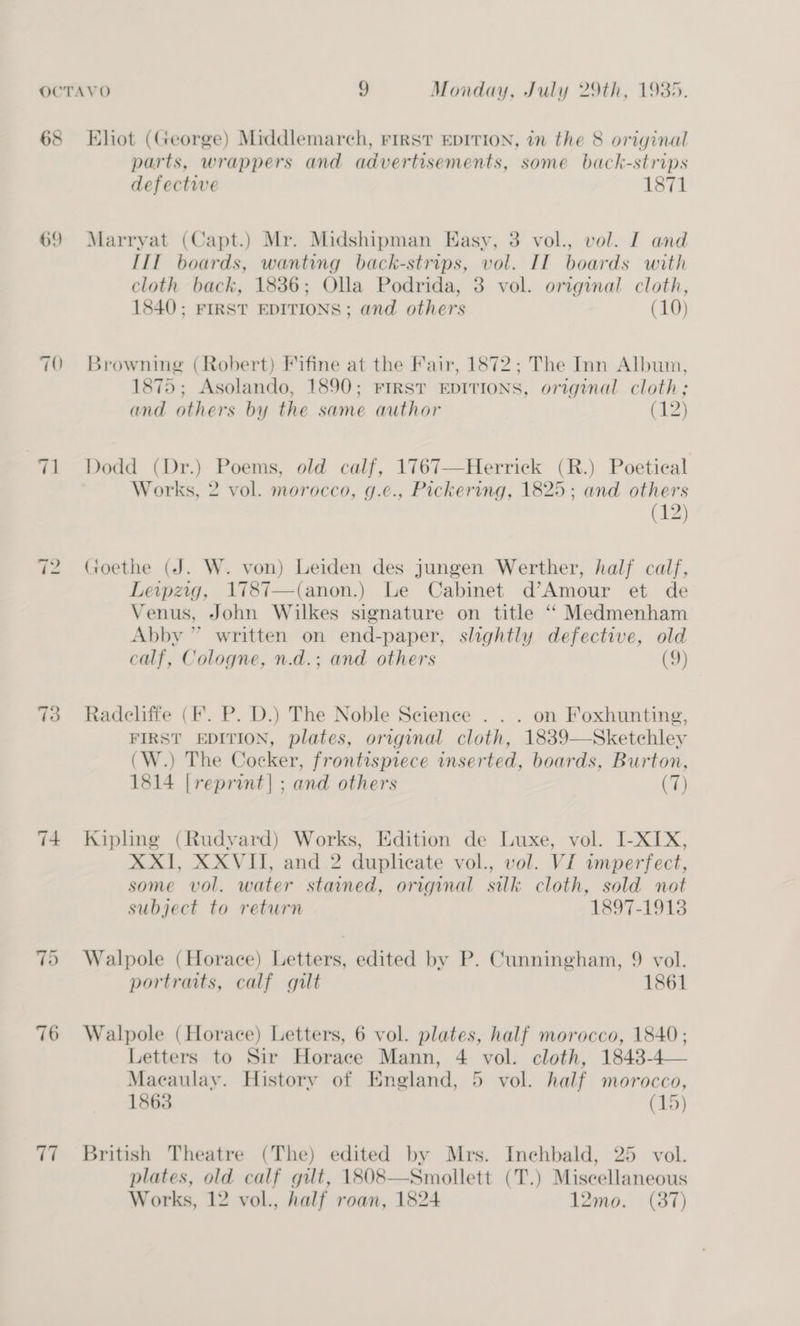 OCTAVO 9 Monday, July 29th, 1935.
68 Eliot (George) Middlemarch, FIRST EDITION, in the 8 original
parts, wrappers and advertisements, some back-strips
defective 1871
69 Marryat (Capt.) Mr. Midshipman Easy, 3 vol., vol. I and
III boards, wanting back-strips, vol. II boards with
cloth back, 1836; Olla Podrida, 3 vol. original cloth,
1840; FIRST EDITIONS; and others (10)
70 Browning (Robert) Fifine at the Fair, 1872; The Inn Album,
1875; Asolando, 1890; FIRST EDITIONS, original cloth;
and others by the same author (12)
71 Dodd (Dr.) Poems, old calf, 1767—Herrick (R.) Poetical
Works, 2 vol. morocco, g.e., Pickering, 1825; and others
(12)
72 Goethe (J. W. von) Leiden des jungen Werther, half calf,
Leipzig, 1787—(anon.) Le Cabinet d'Amour et de
Venus, John Wilkes signature on title “ Medmenham
Abby ” written on end-paper, slightly defective, old
calf, Cologne, n.d.; and others (9)
73 Radcliffe (F. P. D.) The Noble Science . . . on Foxhunting,
FIRST EDITION, plates, original cloth, 1839—Sketchley
(W.) The Cocker, frontispiece inserted, boards, Burton,
1814 [reprint]; and others (7)
74 Kipling (Rudyard) Works, Edition de Luxe, vol. I-XIX,
XXI, XXVII, and 2 duplicate vol., vol. VI imperfect,
some vol. water stained, original silk cloth, sold not
subject to return 1897-1913
75 Walpole (Horace) Letters, edited by P. Cunningham, 9 vol.
portraits, calf gilt 1861
76 Walpole (Horace) Letters, 6 vol. plates, half morocco, 1840;
Letters to Sir Horace Mann, 4 vol. cloth, 1843-4—
Macaulay. History of England, 5 vol. half morocco,
1863 (15)
77 British Theatre (The) edited by Mrs. Inchbald, 25 vol.
plates, old calf gilt, 1808—Smollett (T.) Miscellaneous
Works, 12 vol., half roan, 1824 12mo. (37)